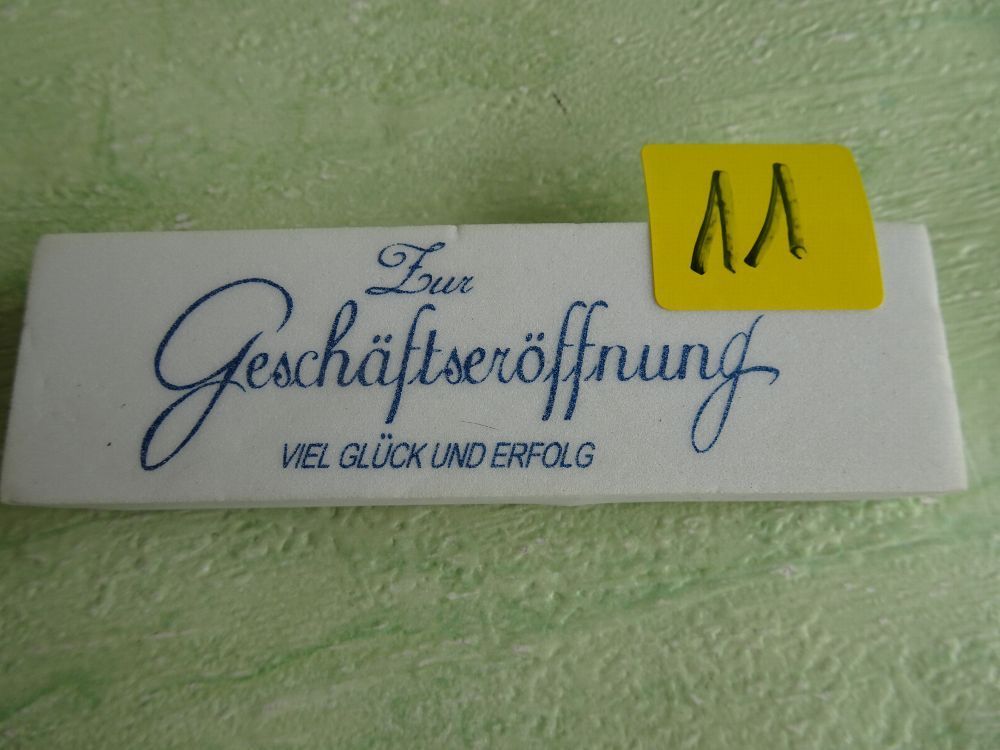 11
Zur
Geschäftseröffnung
VIEL GLÜCK UND ERFOLG